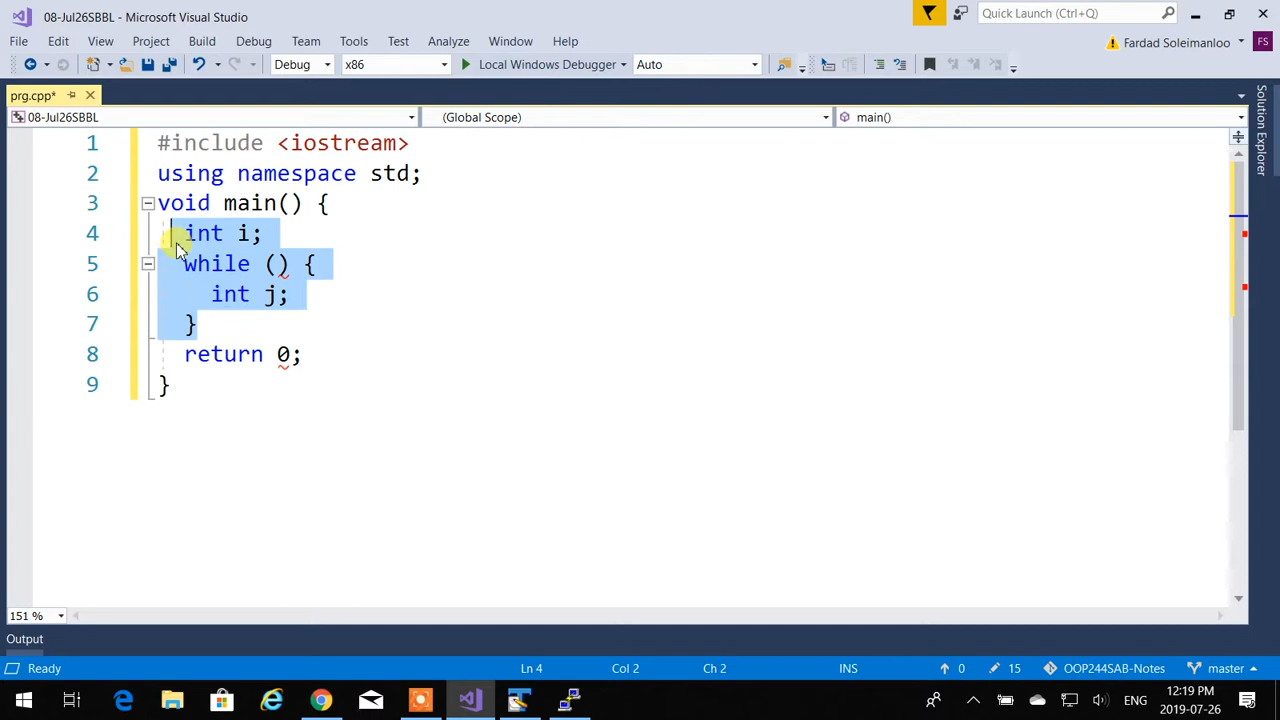 08-Jul26SBBL - Microsoft Visual Studio
Quick Launch (Ctrl+Q)
File Edit View Project Build Debug Team Tools Test Analyze Window Help
Fardad Soleimanloo FS
Debug x86 Local Windows Debugger Auto
prg.cpp*
Solution Explorer
08-Jul26SBBL (Global Scope) main()
1 #include <iostream>
2 using namespace std;
3 void main() {
4 int i;
5 while () {
6 int j;
7 }
8 return 0;
9 }
151 %
Output
Ready Ln 4 Col 2 Ch 2 INS 0 15 OOP244SAB-Notes master
ENG
12:19 PM
2019-07-26